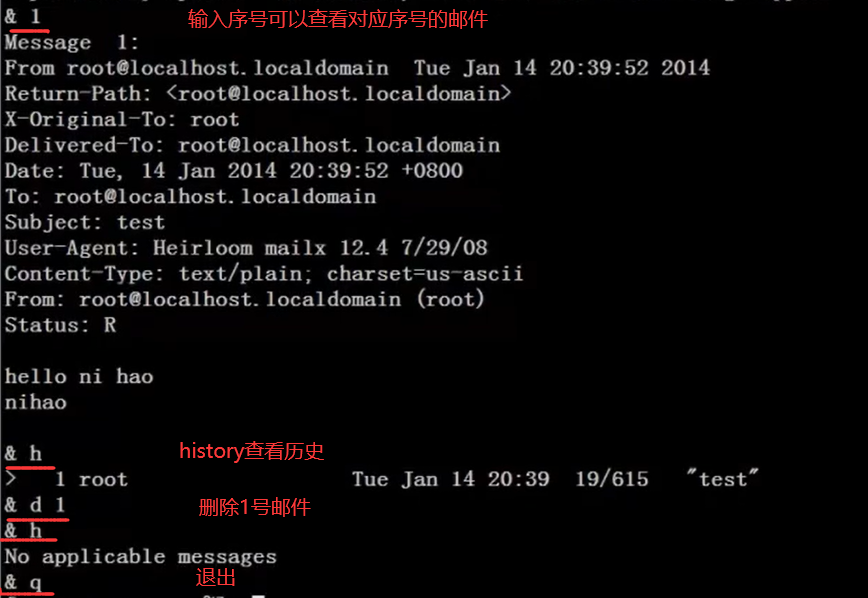 & 1 输入序号可以查看对应序号的邮件
Message 1:
From root@localhost.localdomain Tue Jan 14 20:39:52 2014
Return-Path: <root@localhost.localdomain>
X-Original-To: root
Delivered-To: root@localhost.localdomain
Date: Tue, 14 Jan 2014 20:39:52 +0800
To: root@localhost.localdomain
Subject: test
User-Agent: Heirloom mailx 12.4 7/29/08
Content-Type: text/plain; charset=us-ascii
From: root@localhost.localdomain (root)
Status: R
hello ni hao
nihao
& h history查看历史
> 1 root Tue Jan 14 20:39 19/615 "test"
& d 1 删除1号邮件
& h
No applicable messages
& q 退出